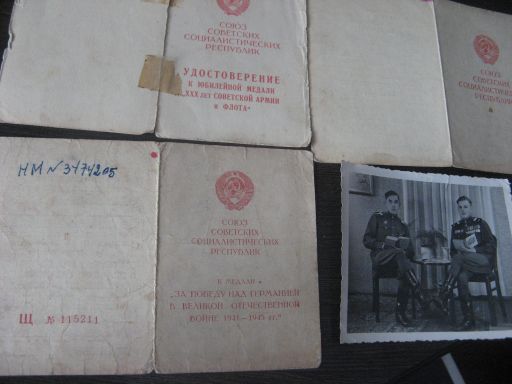 СОЮЗ
СОВЕТСКИХ
СОЦИАЛИСТИЧЕСКИХ
РЕСПУБЛИК
УДОСТОВЕРЕНИЕ
К ЮБИЛЕЙНОЙ МЕДАЛИ
„XXX ЛЕТ СОВЕТСКОЙ АРМИИ
И ФЛОТА“
СОЮЗ
СОВЕТСКИХ
СОЦИАЛИСТИЧЕСКИХ
РЕСПУБЛИК
НМ № 3474205
Щ № 115211
СОЮЗ
СОВЕТСКИХ
СОЦИАЛИСТИЧЕСКИХ
РЕСПУБЛИК
К МЕДАЛИ
„ЗА ПОБЕДУ НАД ГЕРМАНИЕЙ
В ВЕЛИКОЙ ОТЕЧЕСТВЕННОЙ
ВОЙНЕ 1941—1945 гг.“